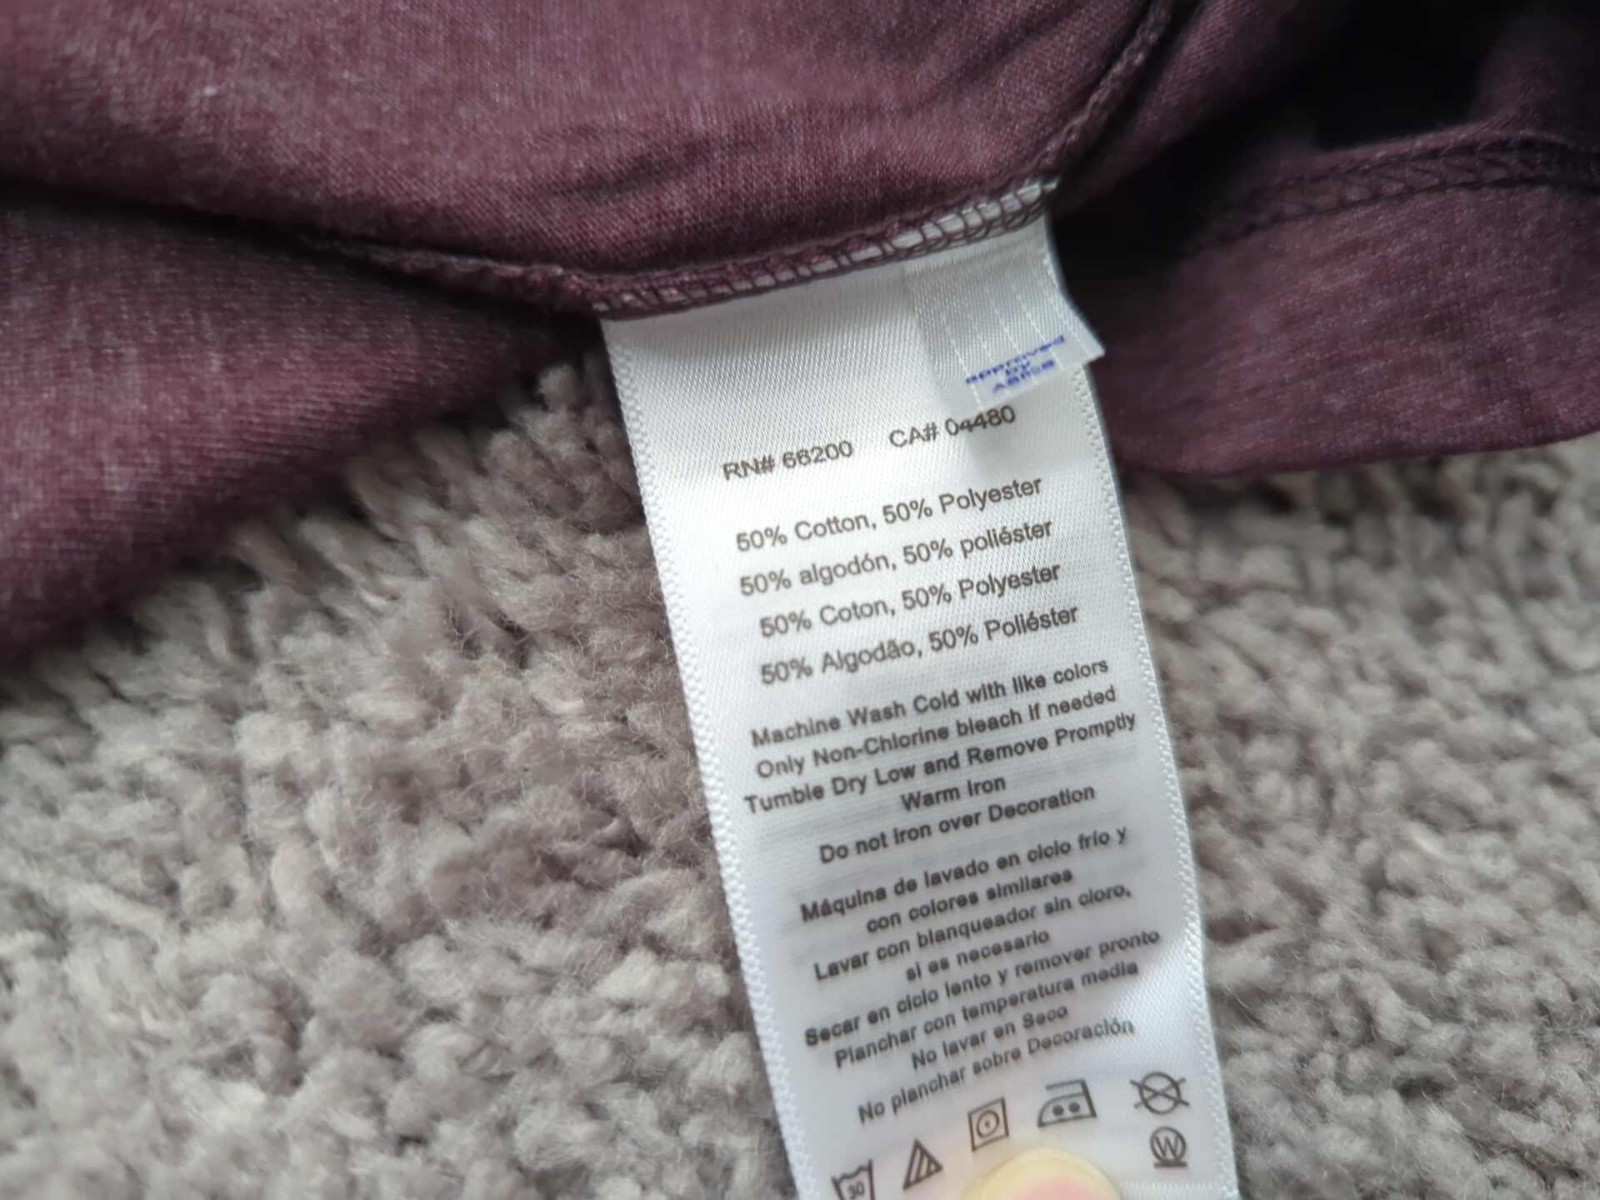 approved
by
RN# 66200 CA# 04480
50% Cotton, 50% Polyester
50% algodón, 50% poliéster
50% Coton, 50% Polyester
50% Algodão, 50% Poliéster
Machine Wash Cold with like colors
Only Non-Chlorine bleach if needed
Tumble Dry Low and Remove Promptly
Warm Iron
Do not iron over Decoration
Máquina de lavado en ciclo frío y
con colores similares
Lavar con blanqueador sin cloro,
si es necesario
Secar en ciclo lento y remover pronto
Planchar con temperatura media
No lavar en Seco
No planchar sobre Decoración
W
30